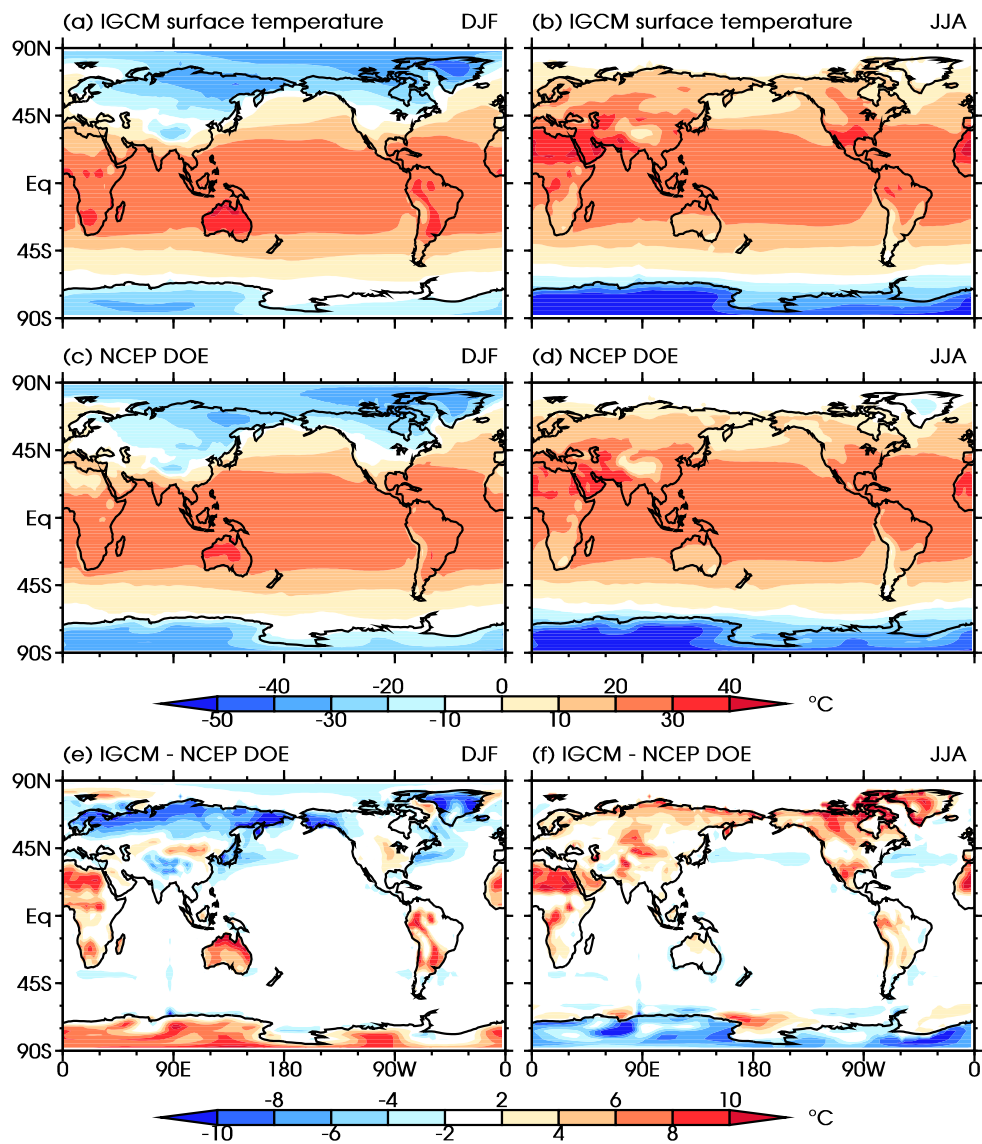 (a) IGCM surface temperature DJF
(b) IGCM surface temperature JJA
90N
45N
Eq
45S
90S
(c) NCEP DOE DJF
(d) NCEP DOE JJA
90N
45N
Eq
45S
90S
-40 -20 0 20 40
°C
-50 -30 -10 10 30
(e) IGCM - NCEP DOE DJF
(f) IGCM - NCEP DOE JJA
90N
45N
Eq
45S
90S
0 90E 180 90W 0 90E 180 90W 0
-8 -4 2 6 10
°C
-10 -6 -2 4 8